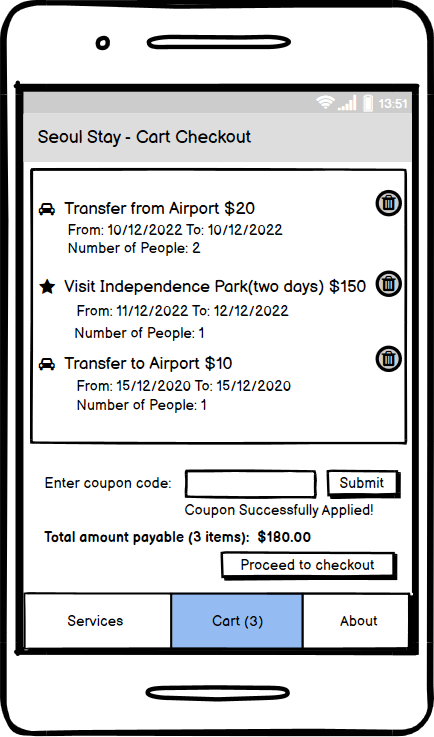 13:51
Seoul Stay - Cart Checkout
Transfer from Airport $20
From: 10/12/2022 To: 10/12/2022
Number of People: 2
Visit Independence Park(two days) $150
From: 11/12/2022 To: 12/12/2022
Number of People: 1
Transfer to Airport $10
From: 15/12/2020 To: 15/12/2020
Number of People: 1
Enter coupon code: Submit
Coupon Successfully Applied!
Total amount payable (3 items): $180.00
Proceed to checkout
Services Cart (3) About